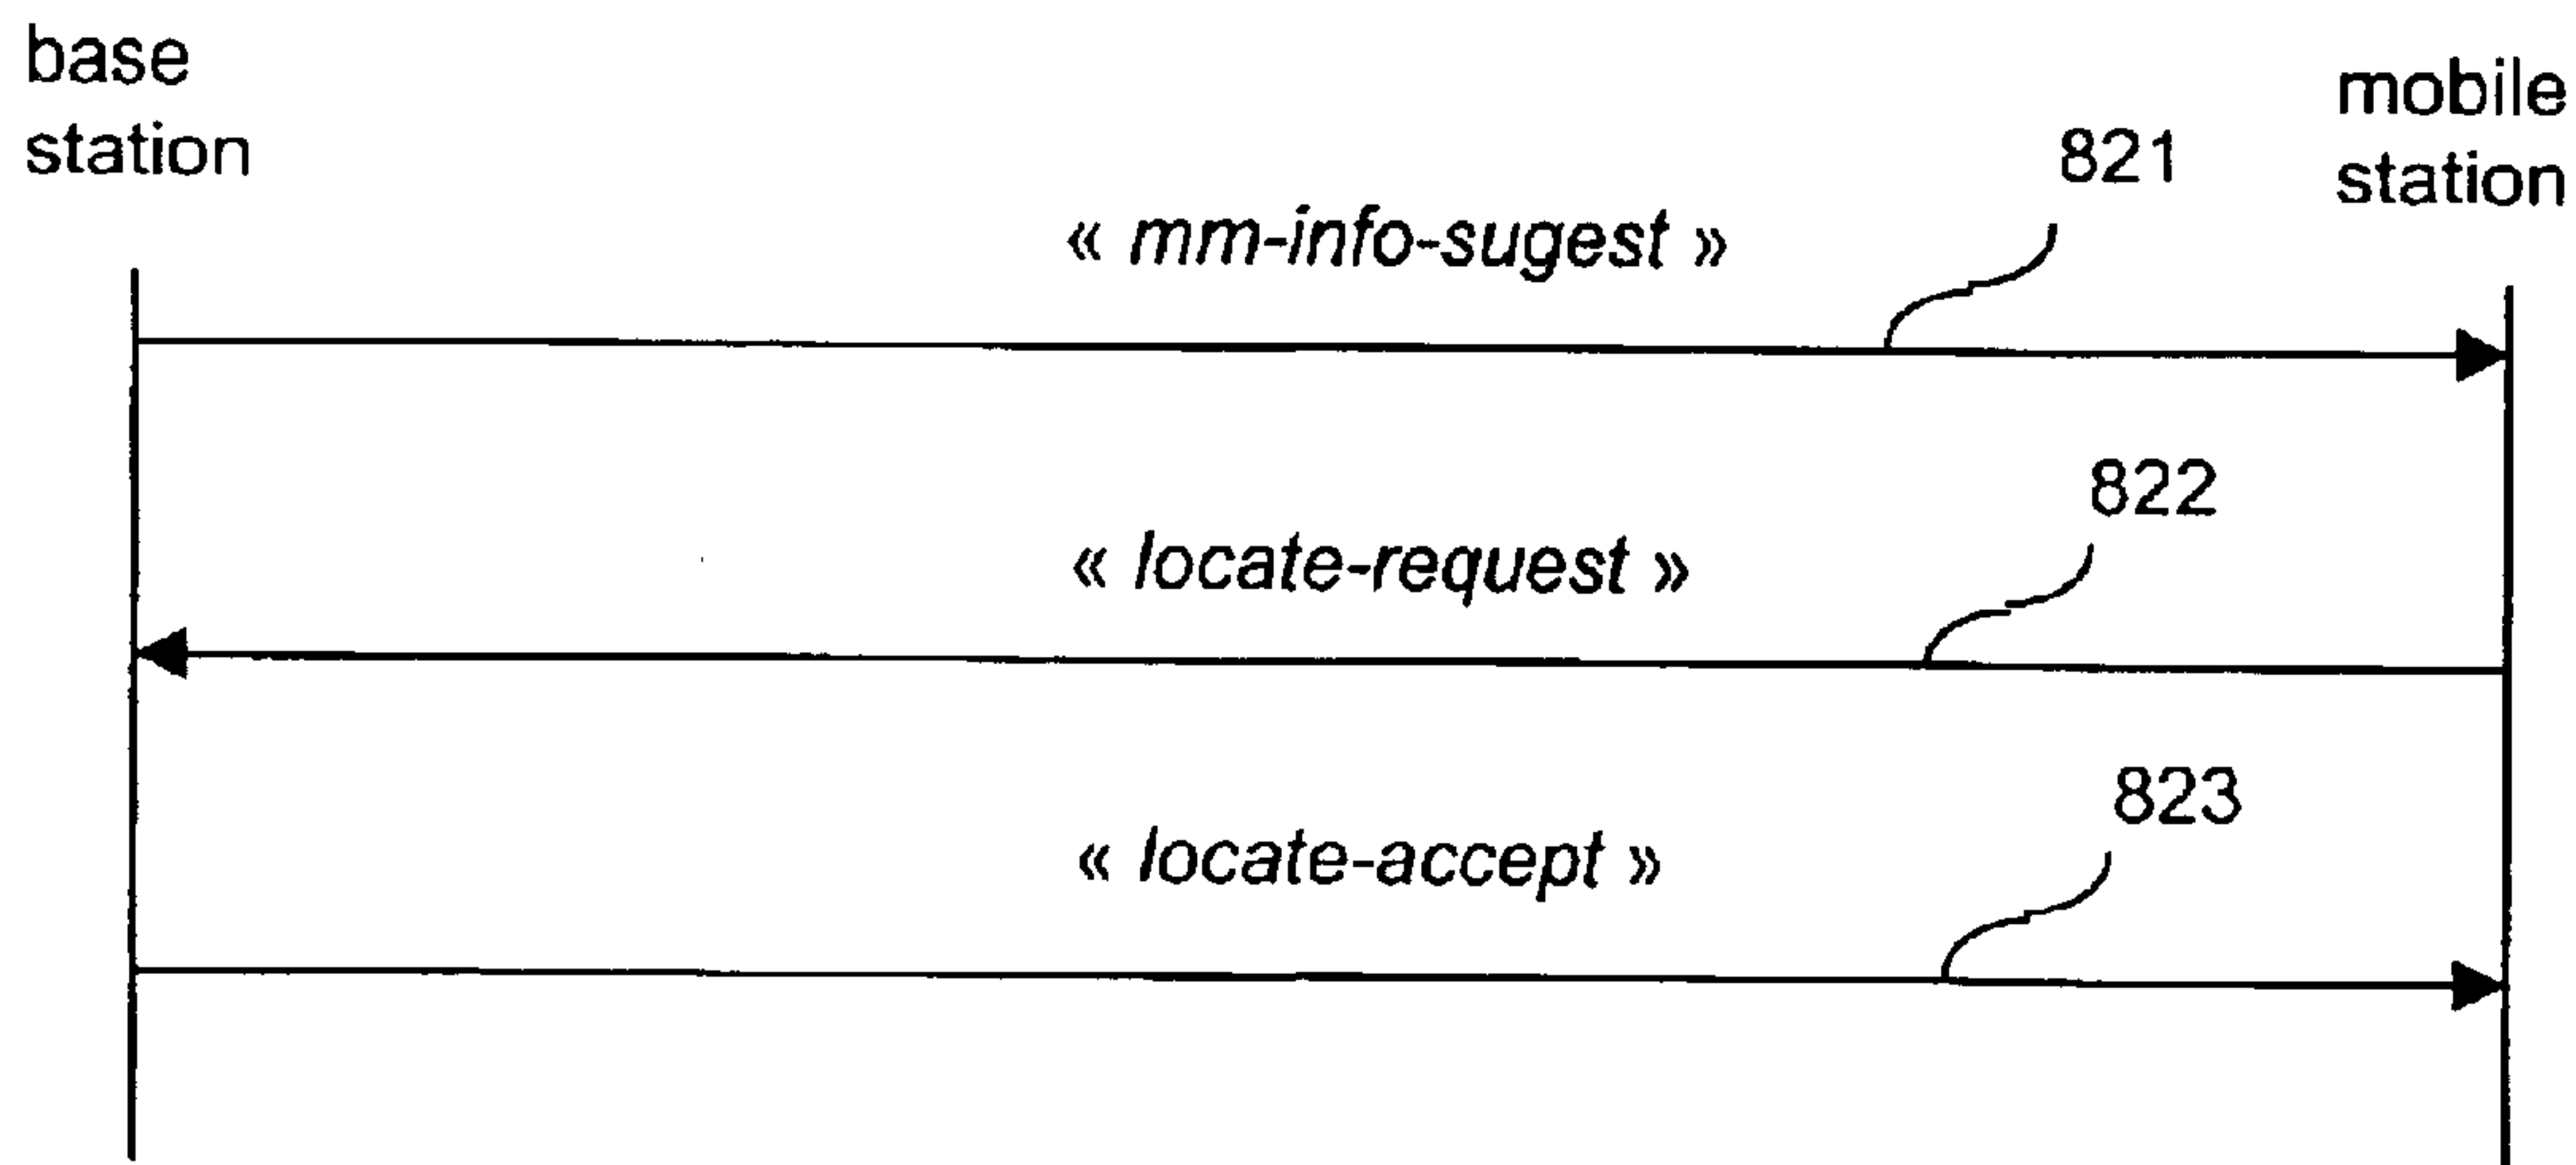 base
station
mobile
station
821
« mm-info-sugest »
822
« locate-request »
823
« locate-accept »